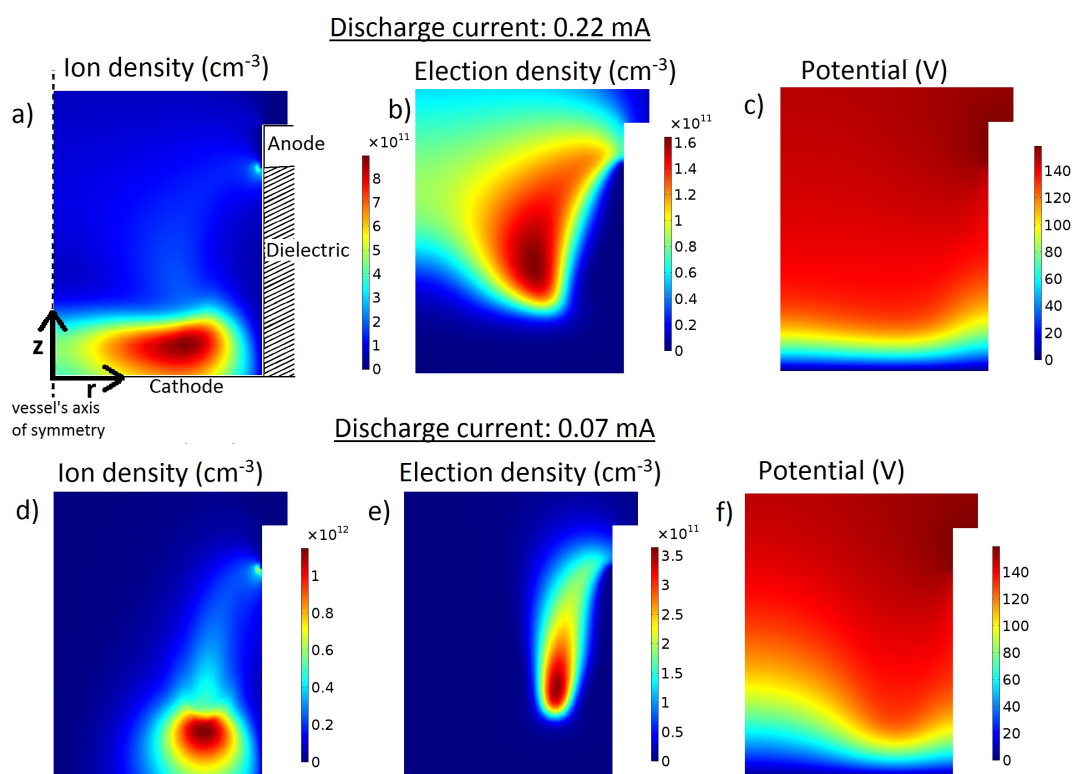 Discharge current: 0.22 mA
Ion density (cm-3)
Election density (cm-3)
Potential (V)
a)
b)
c)
×10¹¹
9
8
7
6
5
4
3
2
1
0
Anode
Dielectric
×10¹¹
1.6
1.4
1.2
1
0.8
0.6
0.4
0.2
0
140
120
100
80
60
40
20
0
z
r
Cathode
vessel's axis
of symmetry
Discharge current: 0.07 mA
Ion density (cm-3)
Election density (cm-3)
Potential (V)
d)
e)
f)
×10¹²
1
0.8
0.6
0.4
0.2
0
×10¹¹
3.5
3
2.5
2
1.5
1
0.5
0
140
120
100
80
60
40
20
0